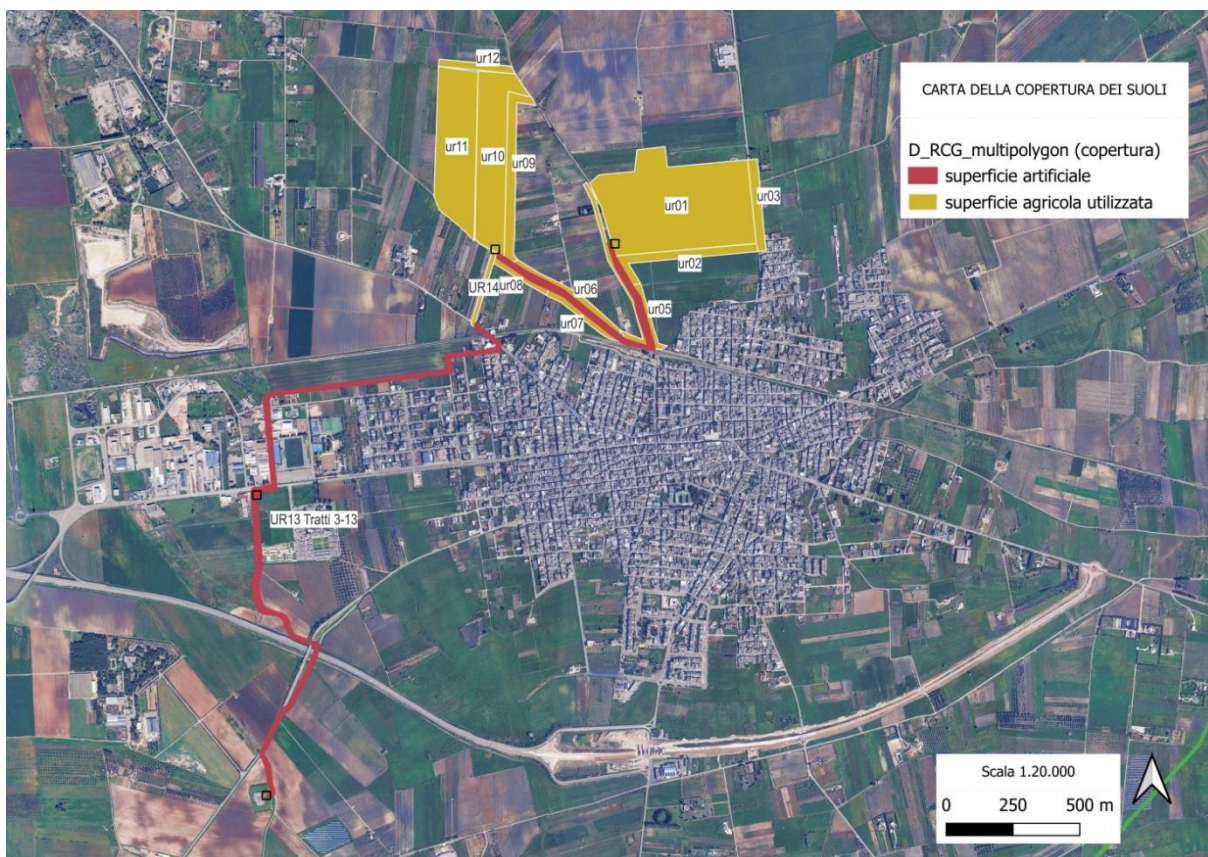 ur12
CARTA DELLA COPERTURA DEI SUOLI
D_RCG_multipolygon (copertura)
superficie artificiale
superficie agricola utilizzata
ur11
ur10
ur09
ur01
ur03
ur02
UR14
ur08
ur06
ur05
ur07
UR13 Tratti 3-13
Scala 1.20.000
0 250 500 m